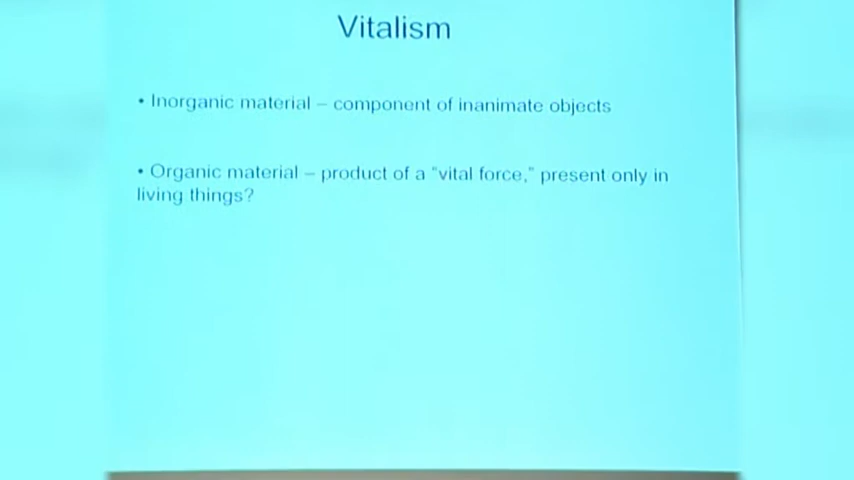 Vitalism
• Inorganic material – component of inanimate objects
• Organic material – product of a "vital force," present only in
living things?